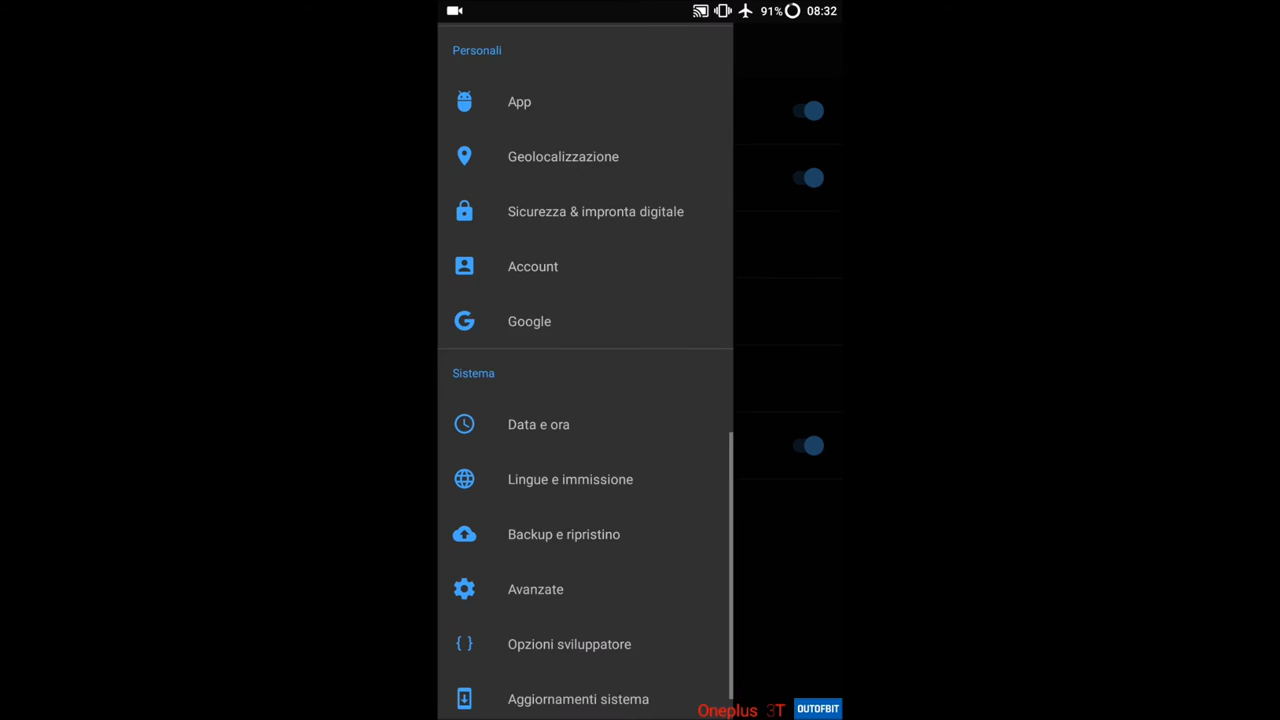 91% 08:32
Personali
App
Geolocalizzazione
Sicurezza & impronta digitale
Account
Google
Sistema
Data e ora
Lingue e immissione
Backup e ripristino
Avanzate
{ } Opzioni sviluppatore
Aggiornamenti sistema
Oneplus 3T OUTOFBIT